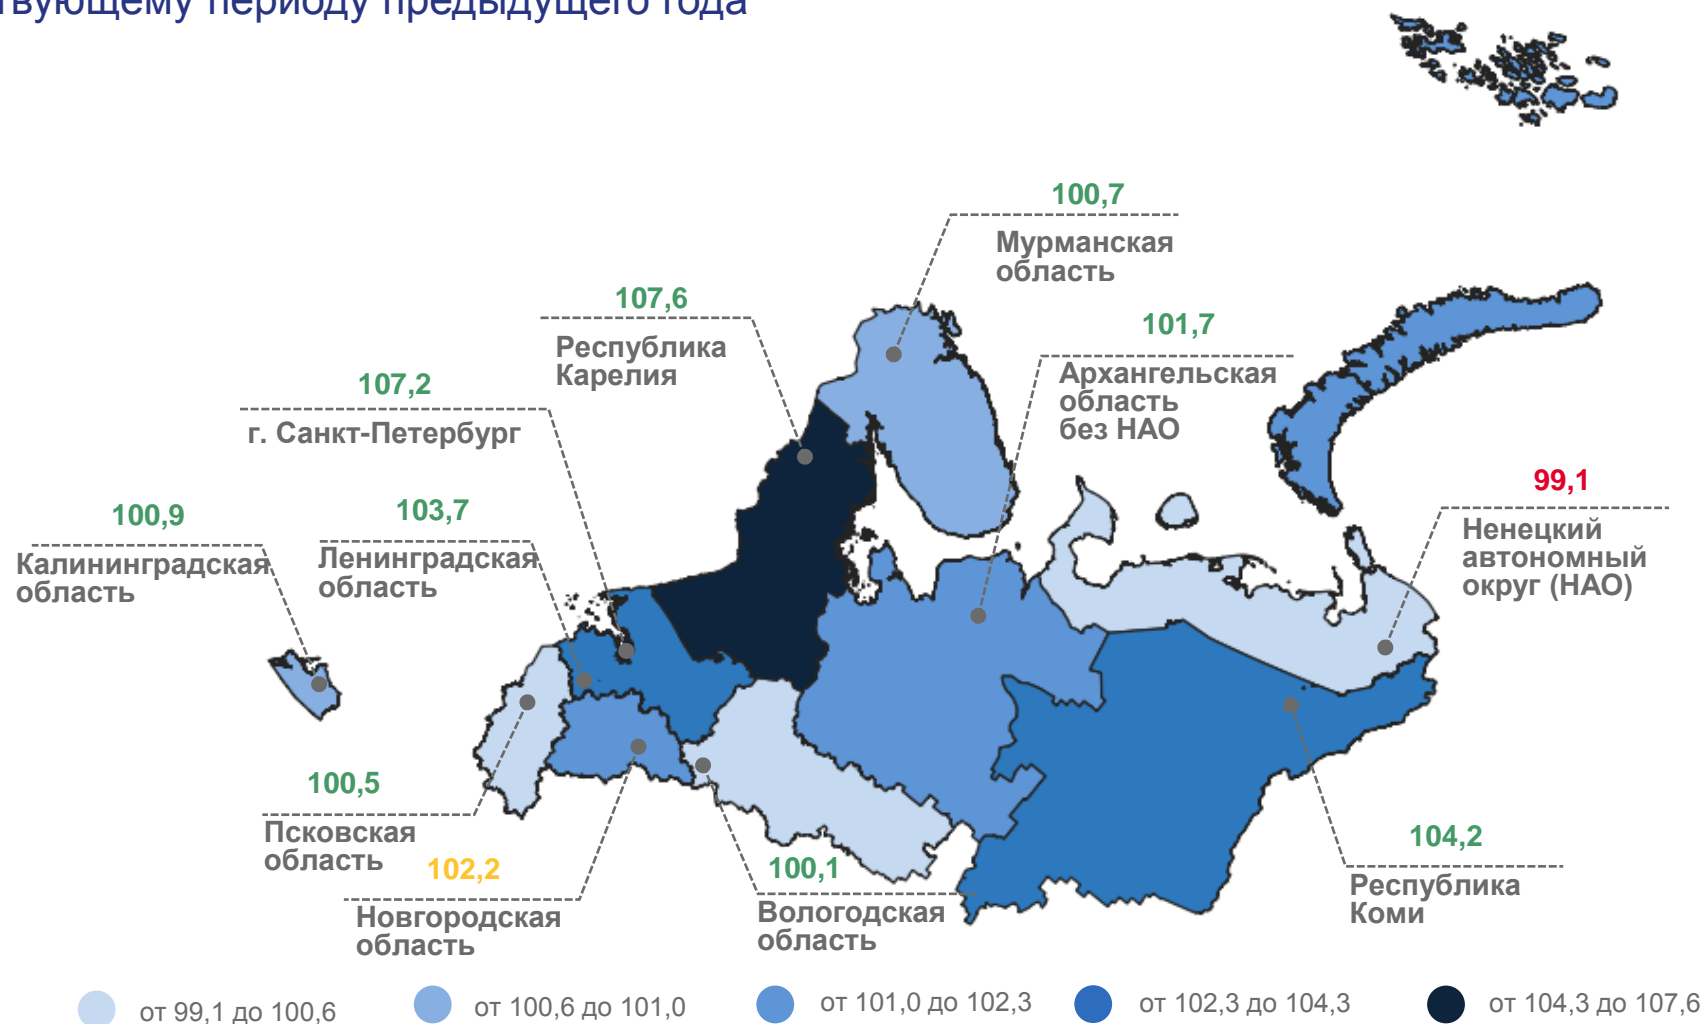 твующему периоду предыдущего года
100,7
Мурманская
область
107,6
Республика
Карелия
101,7
Архангельская
область
без НАО
107,2
г. Санкт-Петербург
99,1
Ненецкий
автономный
округ (НАО)
100,9
Калининградская
область
103,7
Ленинградская
область
100,5
Псковская
область
102,2
Новгородская
область
100,1
Вологодская
область
104,2
Республика
Коми
от 99,1 до 100,6
от 100,6 до 101,0
от 101,0 до 102,3
от 102,3 до 104,3
от 104,3 до 107,6